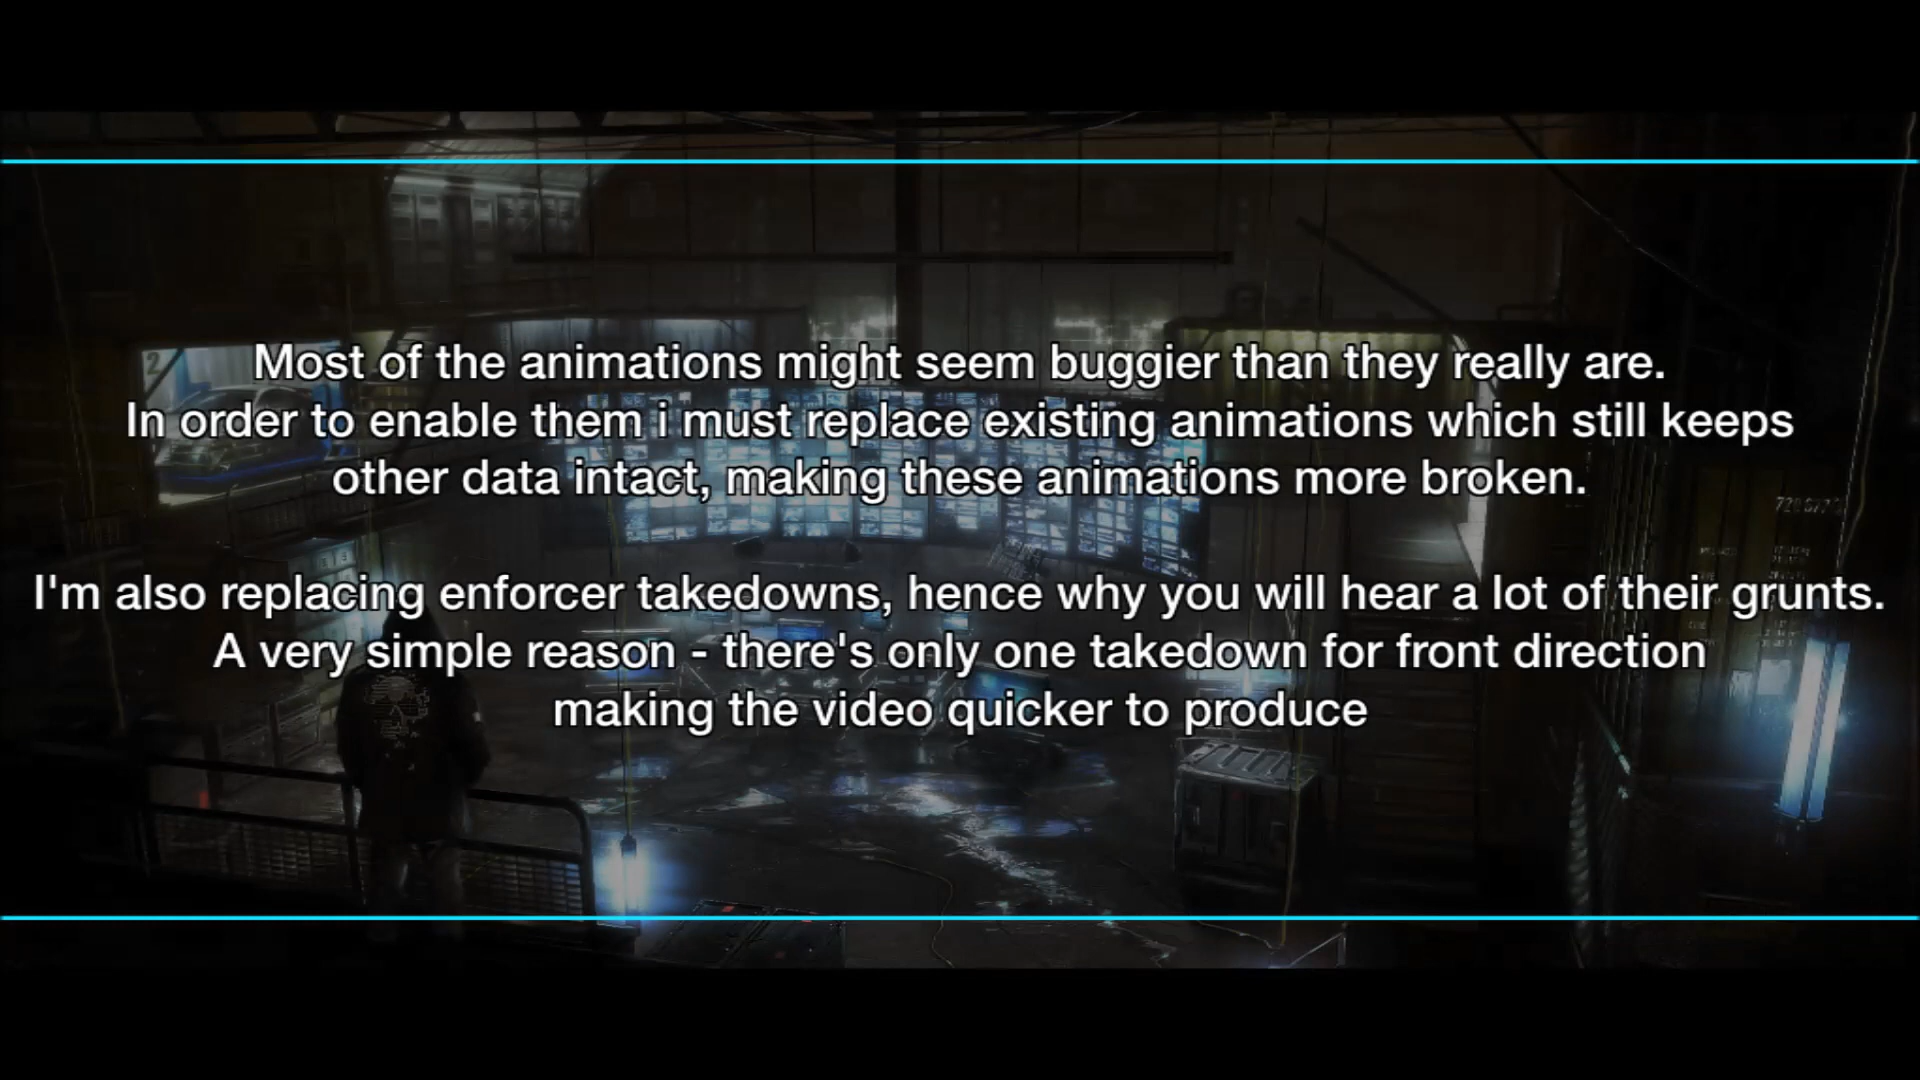 Most of the animations might seem buggier than they really are.
In order to enable them i must replace existing animations which still keeps
other data intact, making these animations more broken.
I'm also replacing enforcer takedowns, hence why you will hear a lot of their grunts.
A very simple reason - there's only one takedown for front direction
making the video quicker to produce
2